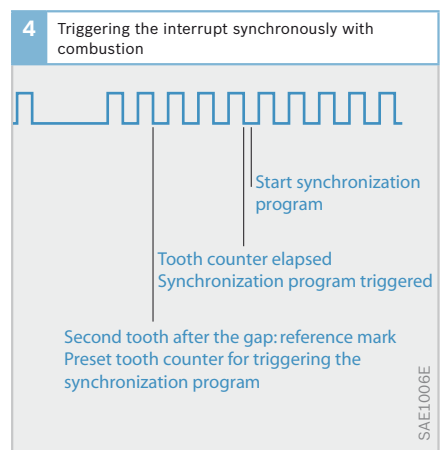 4 Triggering the interrupt synchronously with
combustion
Start synchronization
program
Tooth counter elapsed
Synchronization program triggered
Second tooth after the gap: reference mark
Preset tooth counter for triggering the
synchronization program
SAE1006E